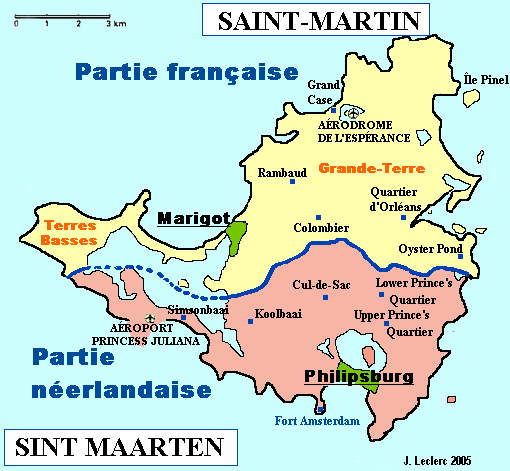 SAINT-MARTIN
0 1 2 3 km
Partie française
Île Pinel
Grand
Case
AÉRODROME
DE L'ESPÉRANCE
Rambaud
Grande-Terre
Quartier
d'Orléans
Marigot
Terres
Basses
Colombier
Oyster Pond
Cul-de-Sac
Lower Prince's
Quartier
Simsonbaai
Koolbaai
Upper Prince's
Quartier
AÉROPORT
PRINCESS JULIANA
Partie
néerlandaise
Philipsburg
Fort Amsterdam
SINT MAARTEN
J. Leclerc 2005